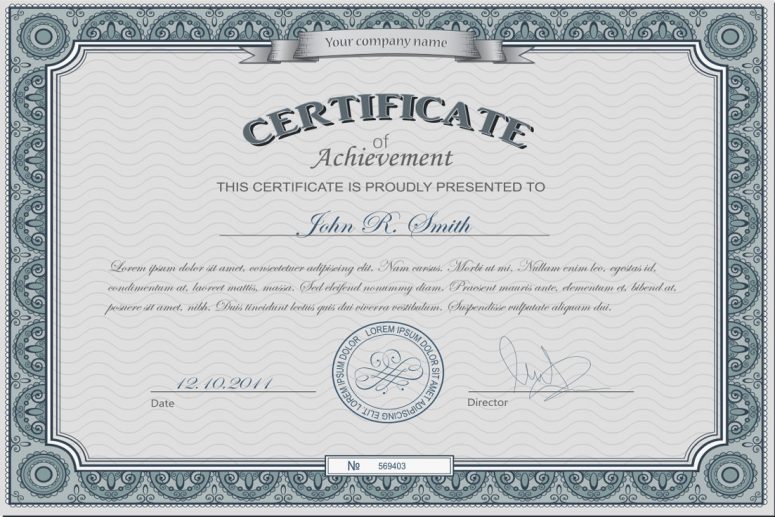 Your company name
CERTIFICATE
of
Achievement
THIS CERTIFICATE IS PROUDLY PRESENTED TO
John R. Smith
Lorem ipsum dolor sit amet, consectetuer adipiscing elit. Nam cursus. Morbi ut mi. Nullam enim leo, egestas id,
condimentum at, laoreet mattis, massa. Sed eleifend nonummy diam. Praesent mauris ante, elementum et, bibend at,
posuere sit amet, nibh. Duis tincidunt lectus quis dui viverra vestibulum. Suspendisse vulputate aliquam dui.
LOREM IPSUM DOLOR SIT AMET ADIPISCING ELIT. LOREM IPSUM DOLOR
12.10.2011
Date
Director
№ 569403